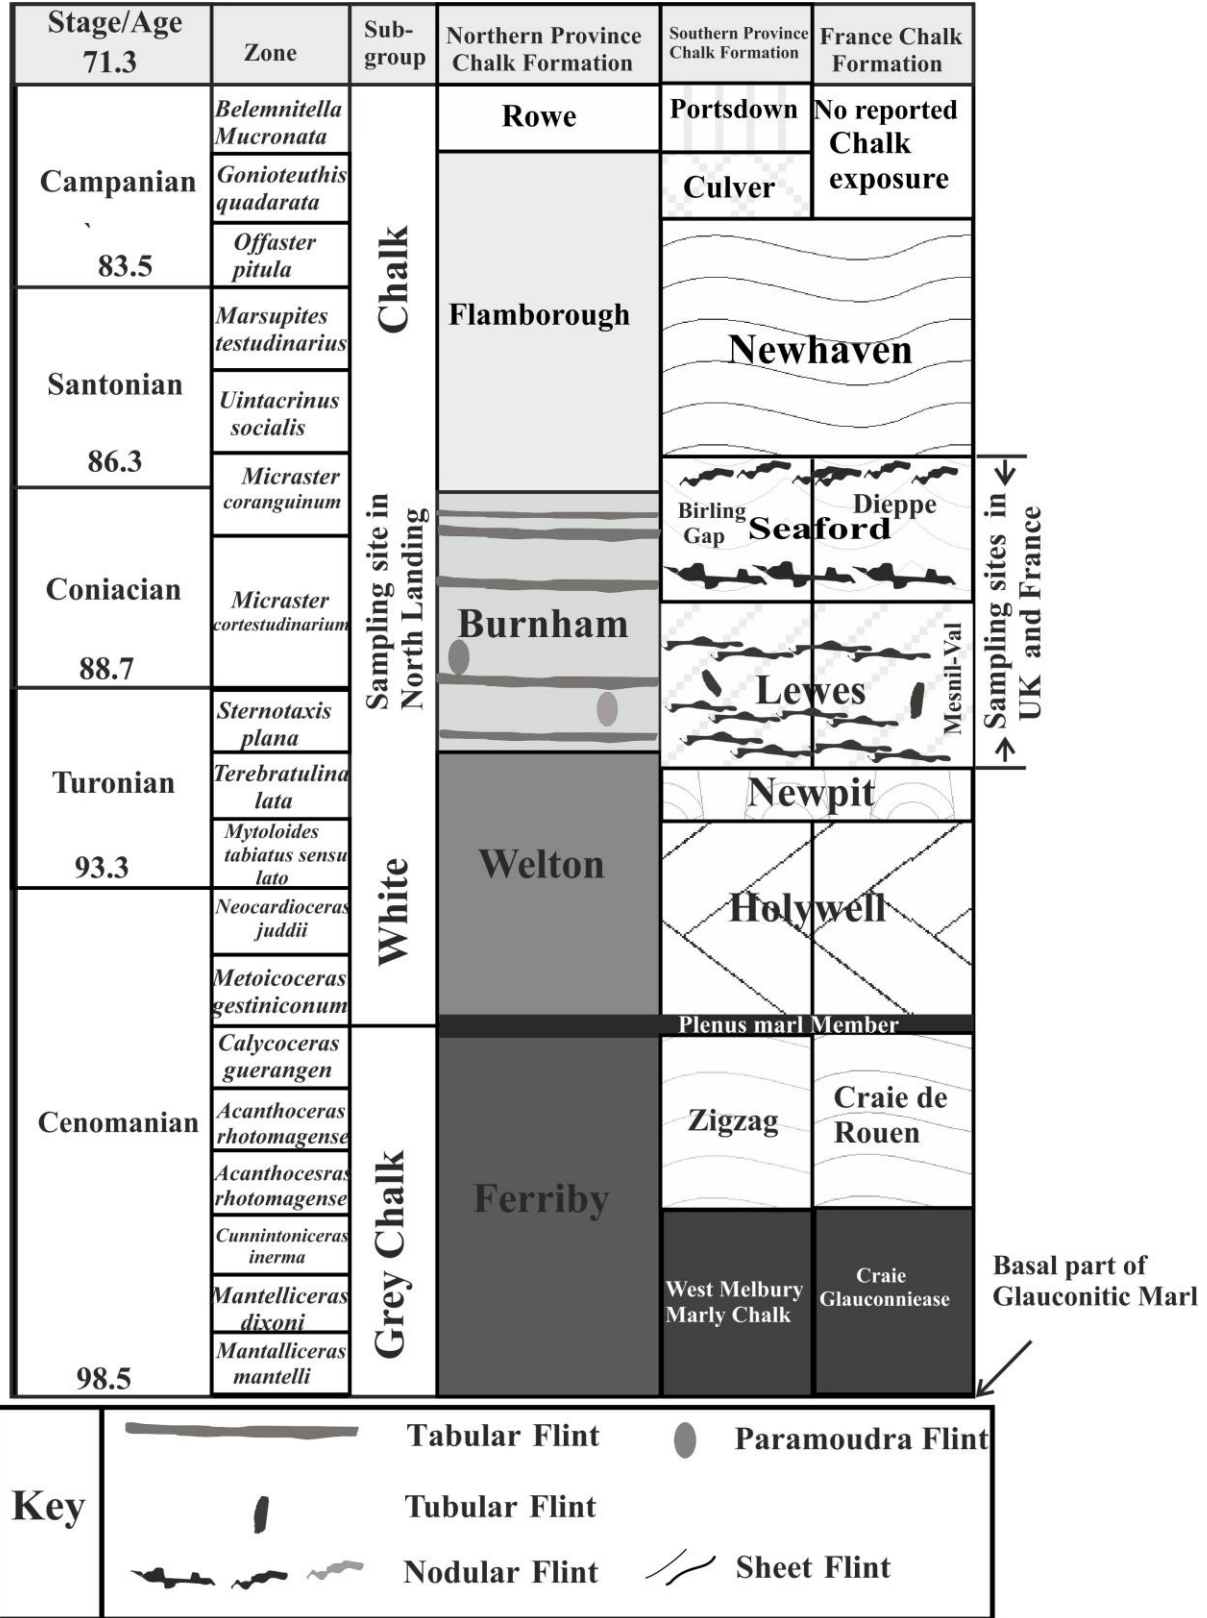 Stage/Age
71.3
Zone
Sub-
group
Northern Province
Chalk Formation
Southern Province
Chalk Formation
France Chalk
Formation
Campanian
`
83.5
Santonian
86.3
Coniacian
88.7
Turonian
93.3
Cenomanian
98.5
Belemnitella
Mucronata
Gonioteuthis
quadarata
Offaster
pitula
Marsupites
testudinarius
Uintacrinus
socialis
Micraster
coranguinum
Micraster
cortestudinarium
Sternotaxis
plana
Terebratulina
lata
Mytoloides
tabiatus sensu
lato
Neocardioceras
juddii
Metoicoceras
gestiniconum
Calycoceras
guerangen
Acanthoceras
rhotomagense
Acanthocesras
rhotomagense
Cunnintoniceras
inerma
Mantelliceras
dixoni
Mantalliceras
mantelli
Chalk
Sampling site in
North Landing
White
Grey Chalk
Rowe
Flamborough
Burnham
Welton
Ferriby
Portsdown
Culver
No reported
Chalk
exposure
Newhaven
Birling
Gap
Seaford
Dieppe
Lewes
Mesnil-Val
Newpit
Holywell
Plenus marl Member
Zigzag
Craie de
Rouen
West Melbury
Marly Chalk
Craie
Glauconniease
Sampling sites in
UK and France
Basal part of
Glauconitic Marl
Key
Tabular Flint
Paramoudra Flint
Tubular Flint
Nodular Flint
Sheet Flint